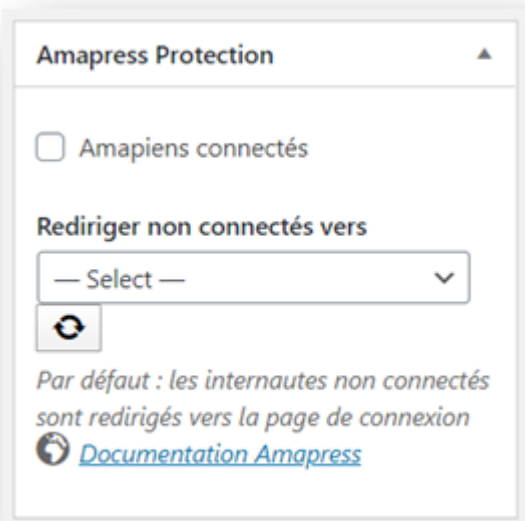 Amapress Protection
Amapiens connectés
Rediriger non connectés vers
— Select —
Par défaut : les internautes non connectés
sont redirigés vers la page de connexion
Documentation Amapress